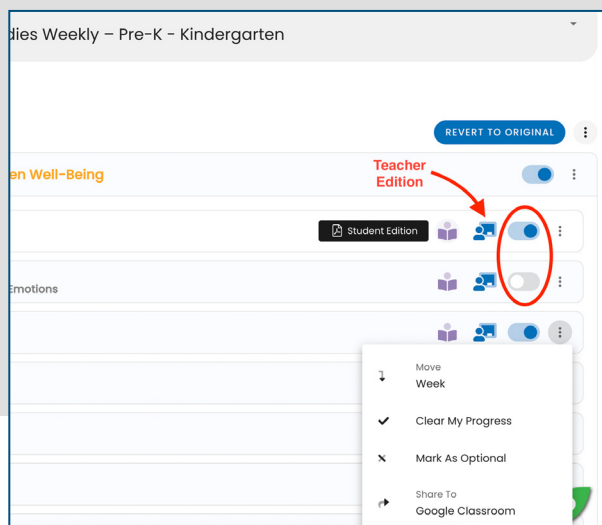 dies Weekly – Pre-K - Kindergarten
REVERT TO ORIGINAL
Teacher
Edition
en Well-Being
Student Edition
Emotions
Move
Week
Clear My Progress
Mark As Optional
Share To
Google Classroom